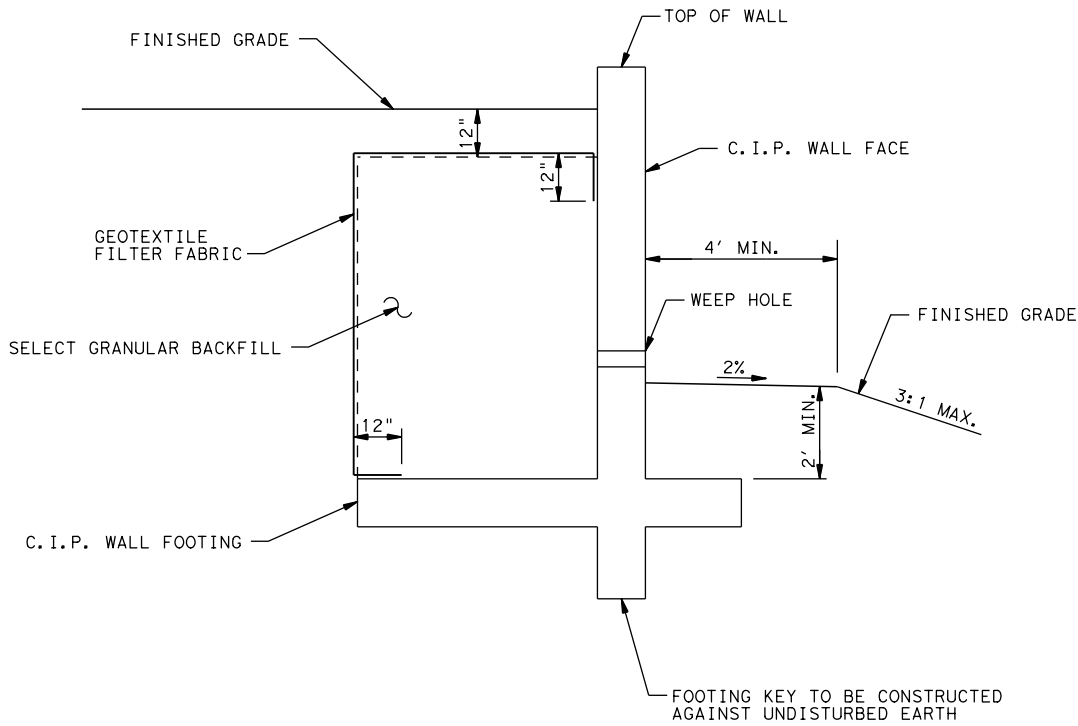 TOP OF WALL
FINISHED GRADE
12"
C.I.P. WALL FACE
12"
GEOTEXTILE
FILTER FABRIC
4' MIN.
WEEP HOLE
FINISHED GRADE
SELECT GRANULAR BACKFILL
2%
3:1 MAX.
2' MIN.
12"
C.I.P. WALL FOOTING
FOOTING KEY TO BE CONSTRUCTED
AGAINST UNDISTURBED EARTH